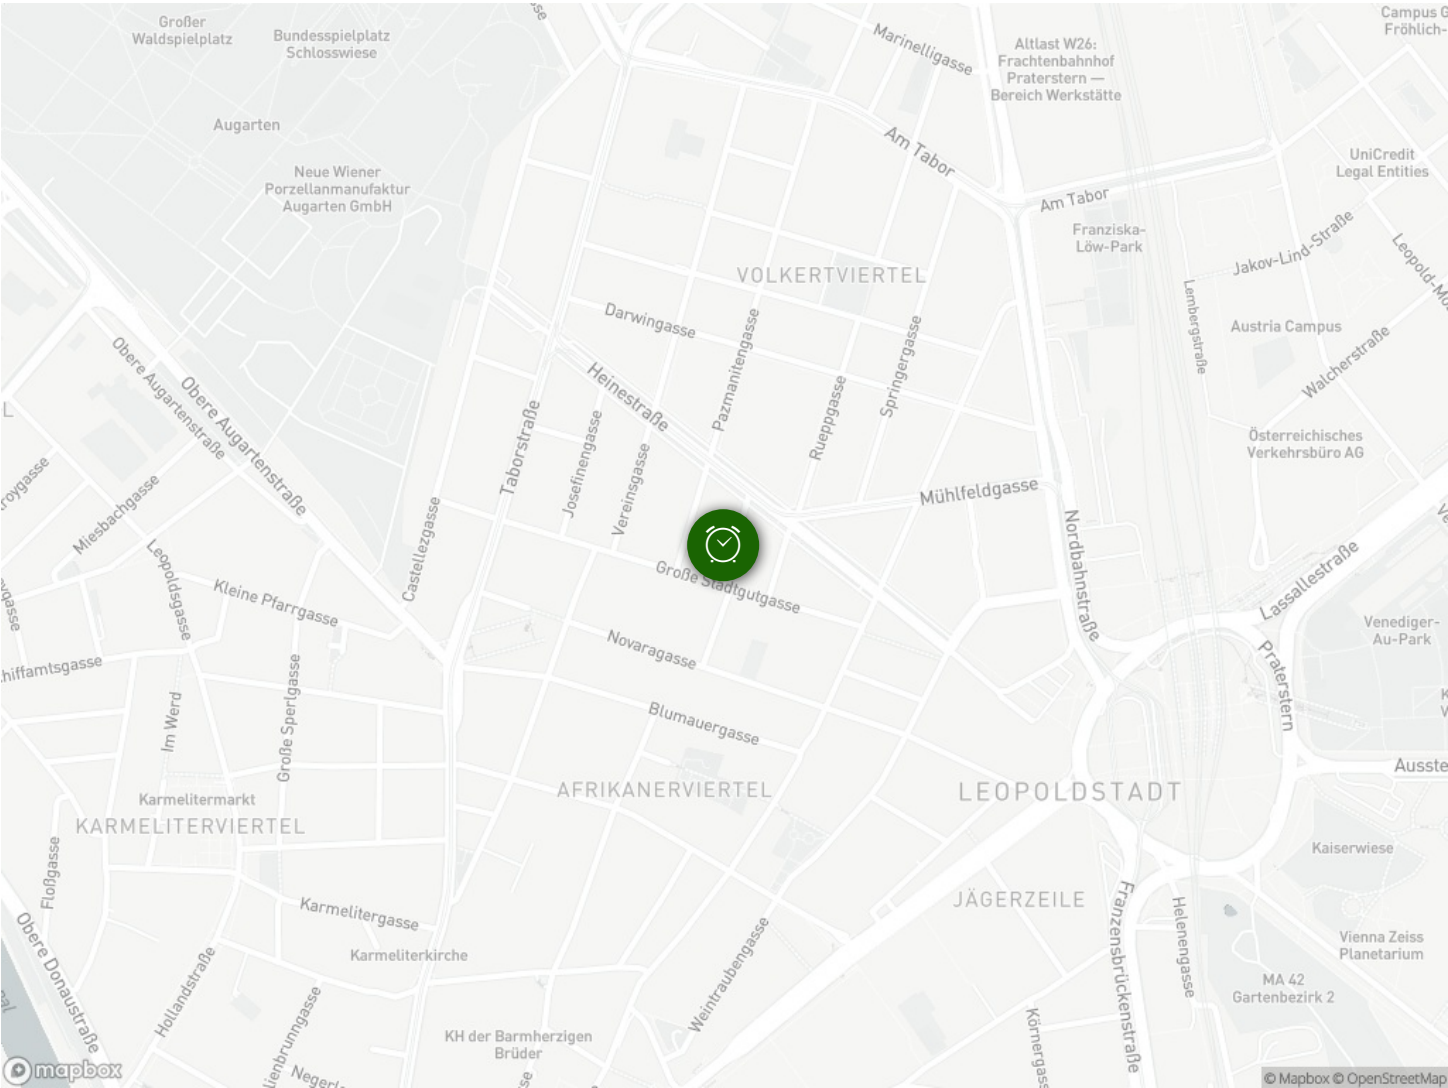 Großer
Waldspielplatz
Bundesspielplatz
Schlosswiese
Marinelligasse
Altlast W26:
Frachtenbahnhof
Praterstern —
Bereich Werkstätte
Augarten
Am Tabor
UniCredit
Legal Entities
Neue Wiener
Porzellanmanufaktur
Augarten GmbH
Am Tabor
Franziska-
Löw-Park
Jakov-Lind-Straße
VOLKERTVIERTEL
Lembergstraße
Darwingasse
Pazmanitengasse
Springergasse
Austria Campus
Walcherstraße
Obere Augartenstraße
Obere Augartenstraße
Heinestraße
Rueppgasse
Taborstraße
Josefinengasse
Vereinsgasse
Österreichisches
Verkehrsbüro AG
Mühlfeldgasse
Miesbachgasse
Castellezgasse
Nordbahnstraße
Lassallestraße
Leopoldsgasse
Kleine Pfarrgasse
Große Stadtgutgasse
Venediger-
Au-Park
Novaragasse
Praterstern
Im Werd
Große Sperlgasse
Blumauergasse
AFRIKANERVIERTEL
LEOPOLDSTADT
Karmelitermarkt
KARMELITERVIERTEL
Kaiserwiese
Floßgasse
JÄGERZEILE
Karmelitergasse
Franzensbrückenstraße
Helenengasse
Obere Donaustraße
Hollandstraße
Karmeliterkirche
Weintraubengasse
Vienna Zeiss
Planetarium
MA 42
Gartenbezirk 2
KH der Barmherzigen
Brüder
mapbox
© Mapbox © OpenStreetMap